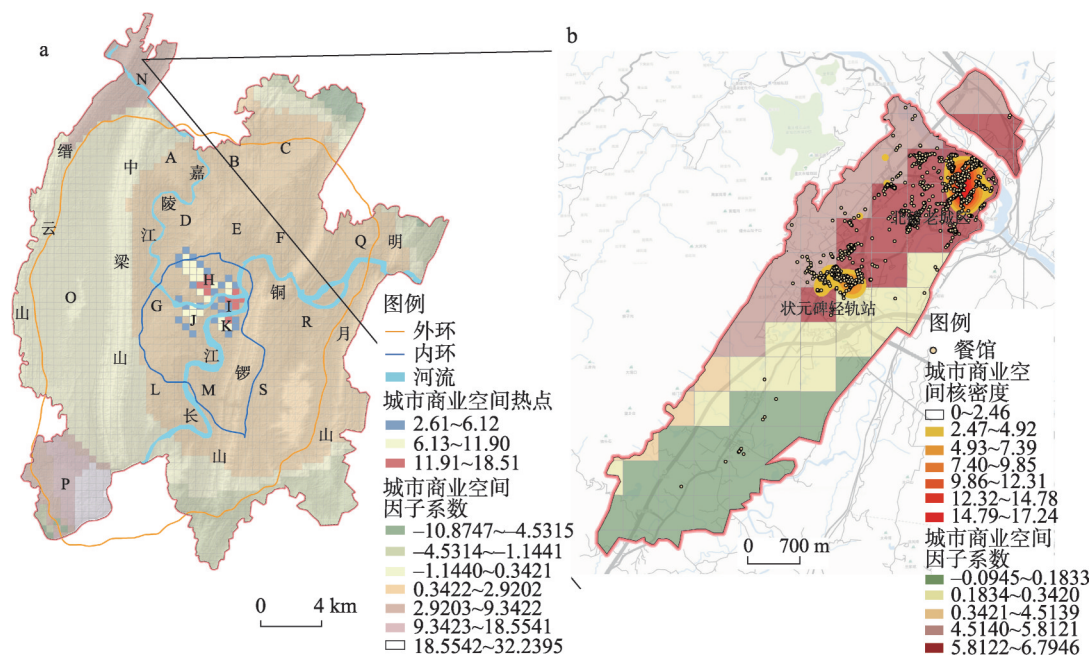 a
N
A
B
C
缙
中
嘉
陵
D
云
江
E
F
Q
明
梁
H
铜
O
G
I
R
月
山
J
K
江
山
锣
L
M
S
长
山
山
P
图例
外环
内环
河流
城市商业空间热点
2.61~6.12
6.13~11.90
11.91~18.51
城市商业空间
因子系数
−10.8747~−4.5315
−4.5314~−1.1441
−1.1440~0.3421
0.3422~2.9202
2.9203~9.3422
9.3423~18.5541
18.5542~32.2395
0 4 km
b
状元碑轻轨站
图例
餐馆
城市商业空
间核密度
0~2.46
2.47~4.92
4.93~7.39
7.40~9.85
9.86~12.31
12.32~14.78
14.79~17.24
城市商业空间
因子系数
−0.0945~0.1833
0.1834~0.3420
0.3421~4.5139
4.5140~5.8121
5.8122~6.7946
0 700 m